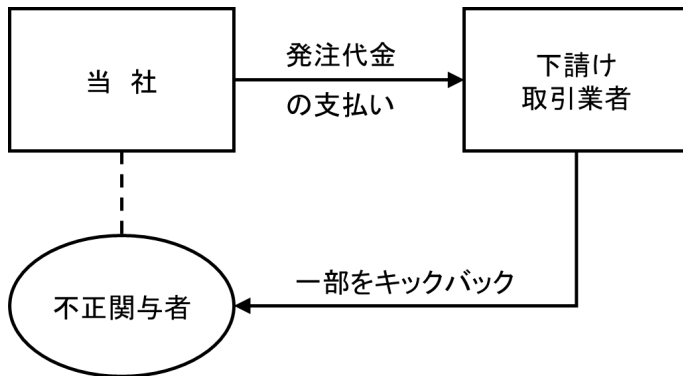 当 社
発注代金
の支払い
下請け
取引業者
一部をキックバック
不正関与者